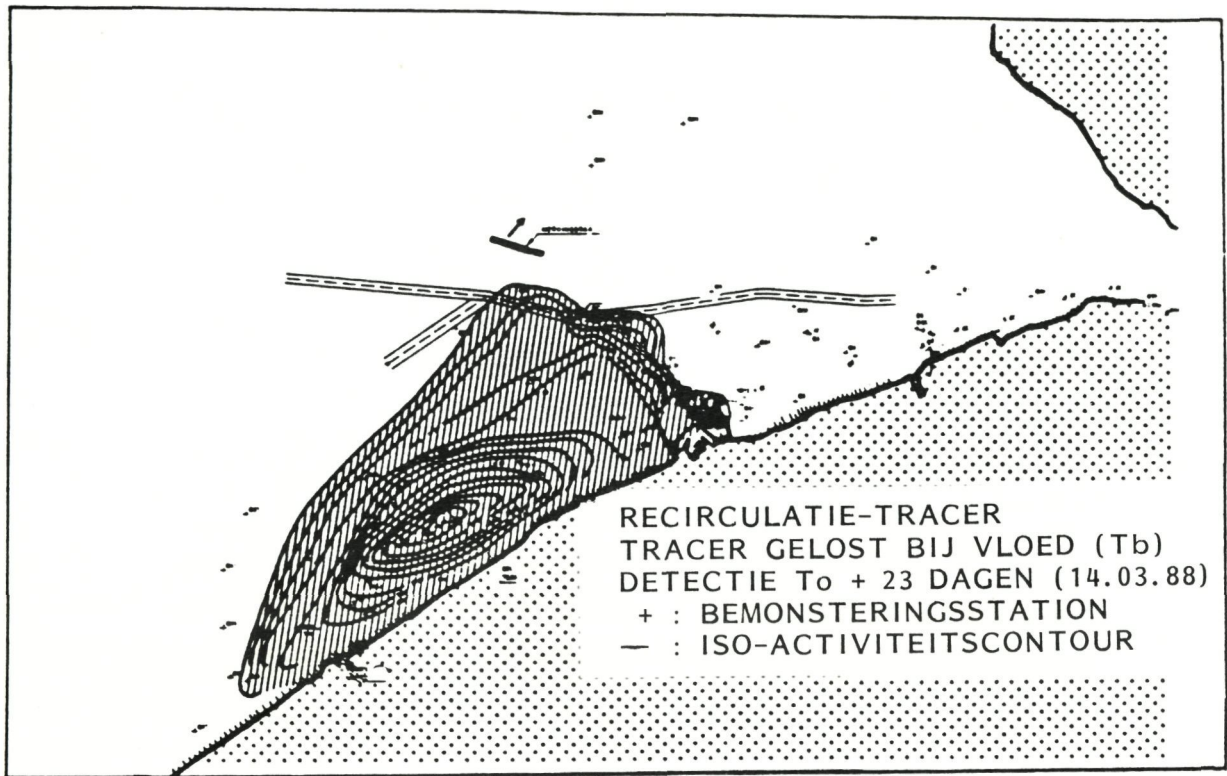 RECIRCULATIE-TRACER
TRACER GELOST BIJ VLOED (Tb)
DETECTIE To + 23 DAGEN (14.03.88)
+ : BEMONSTERINGSSTATION
— : ISO-ACTIVITEITSCONTOUR